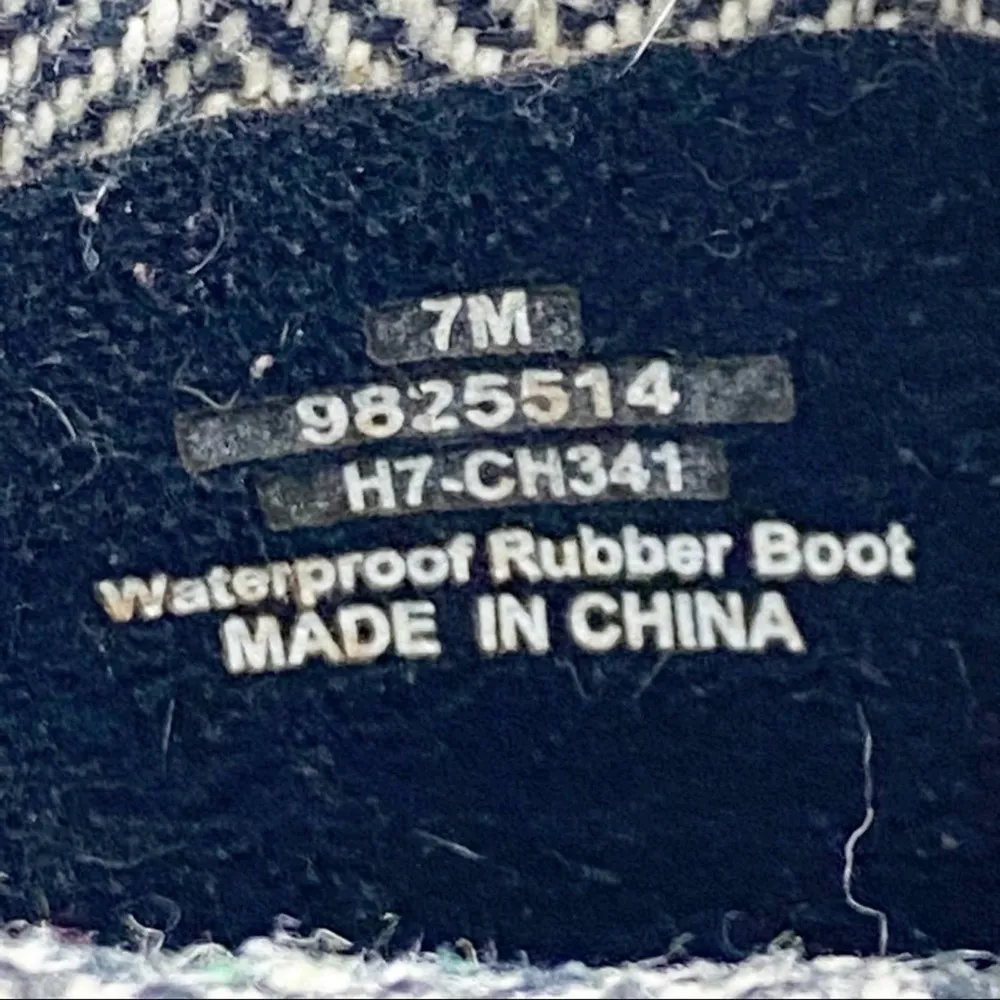 7M
9825514
H7-CH341
Waterproof Rubber Boot
MADE IN CHINA